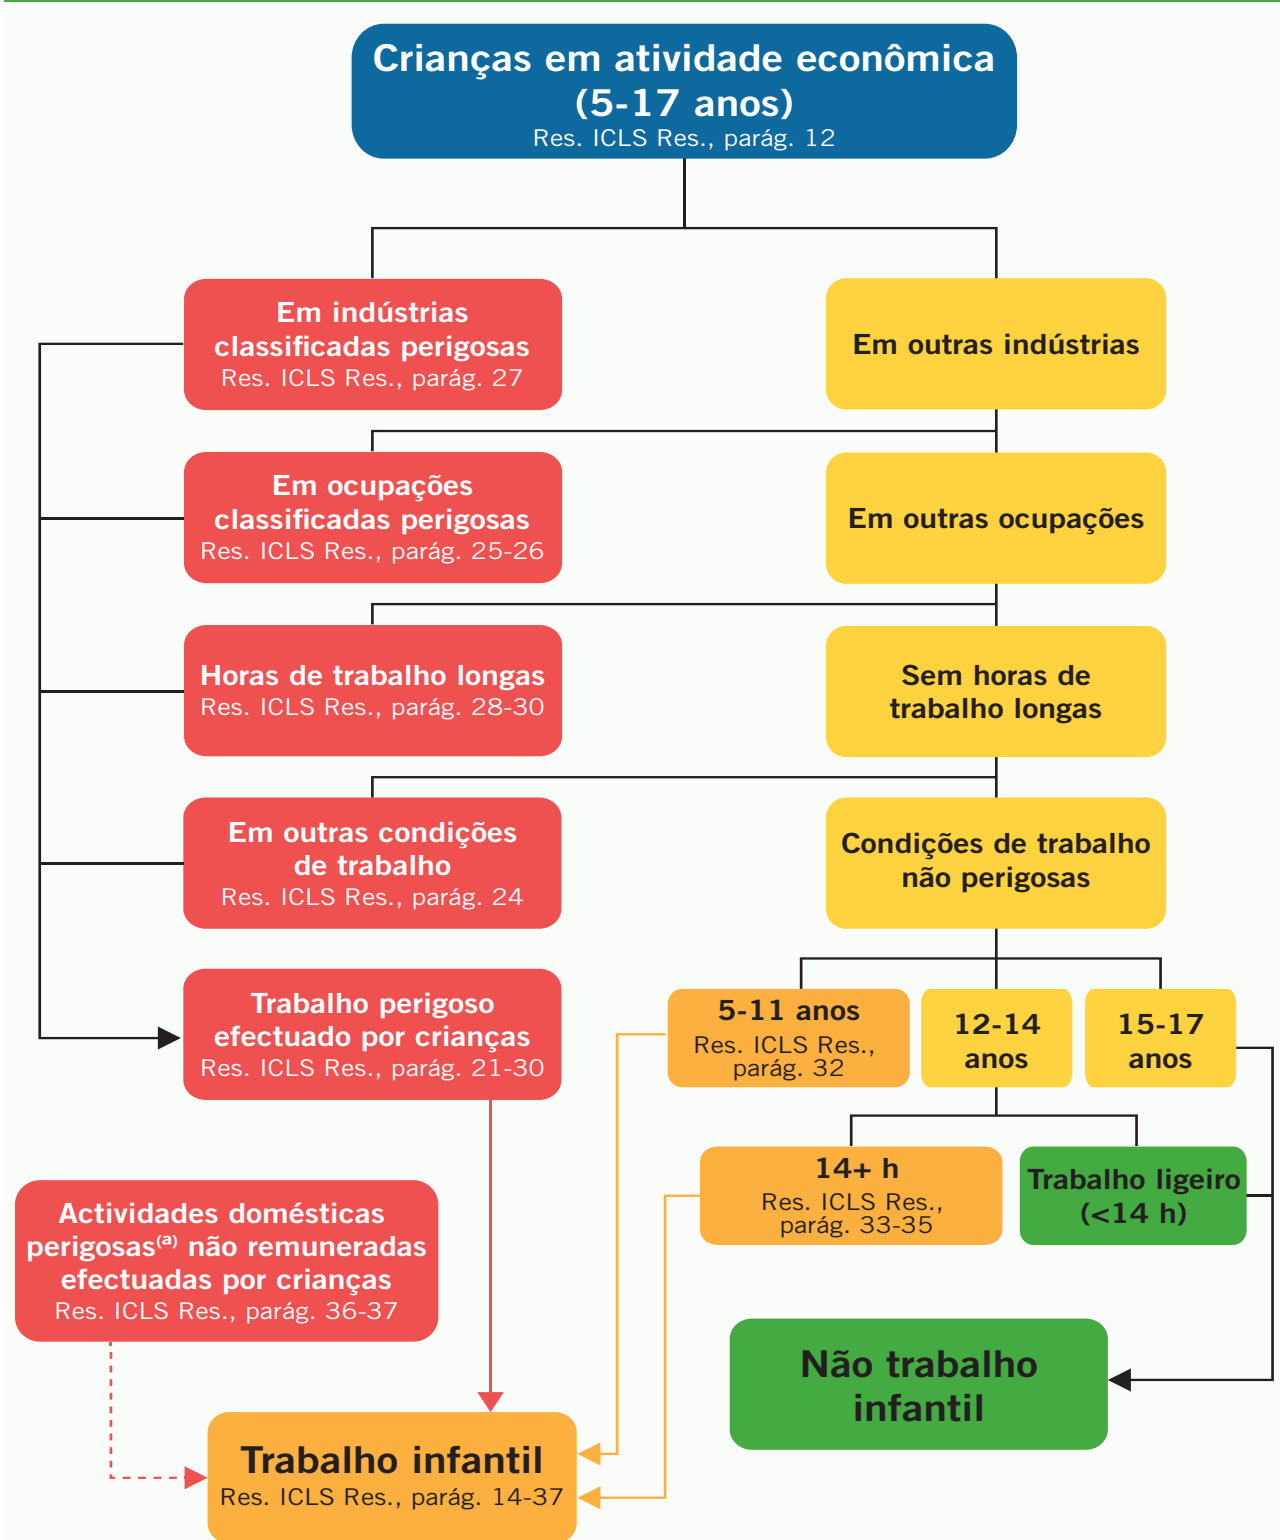 Crianças em atividade econômica
(5-17 anos)
Res. ICLS Res., parág. 12
Em indústrias
classificadas perigosas
Res. ICLS Res., parág. 27
Em outras indústrias
Em ocupações
classificadas perigosas
Res. ICLS Res., parág. 25-26
Em outras ocupações
Horas de trabalho longas
Res. ICLS Res., parág. 28-30
Sem horas de
trabalho longas
Em outras condições
de trabalho
Res. ICLS Res., parág. 24
Condições de trabalho
não perigosas
Trabalho perigoso
efectuado por crianças
Res. ICLS Res., parág. 21-30
5-11 anos
Res. ICLS Res.,
parág. 32
12-14
anos
15-17
anos
14+ h
Res. ICLS Res.,
parág. 33-35
Trabalho ligeiro
(<14 h)
Actividades domésticas
perigosas(a) não remuneradas
efectuadas por crianças
Res. ICLS Res., parág. 36-37
Não trabalho
infantil
Trabalho infantil
Res. ICLS Res., parág. 14-37